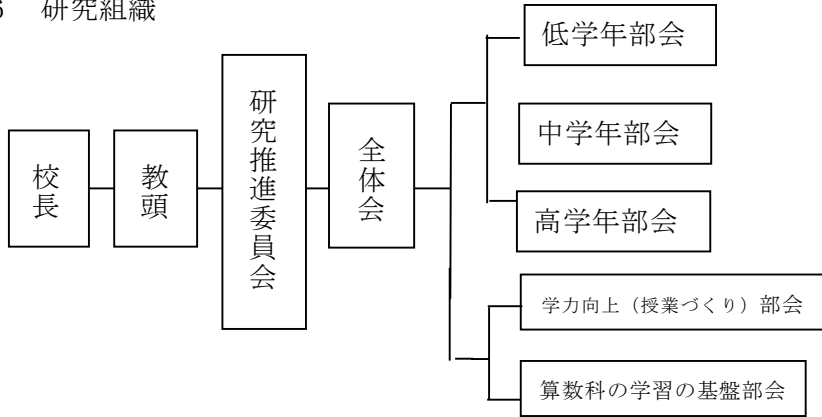 6 研究組織
校長
教頭
研究推進委員会
全体会
低学年部会
中学年部会
高学年部会
学力向上（授業づくり）部会
算数科の学習の基盤部会